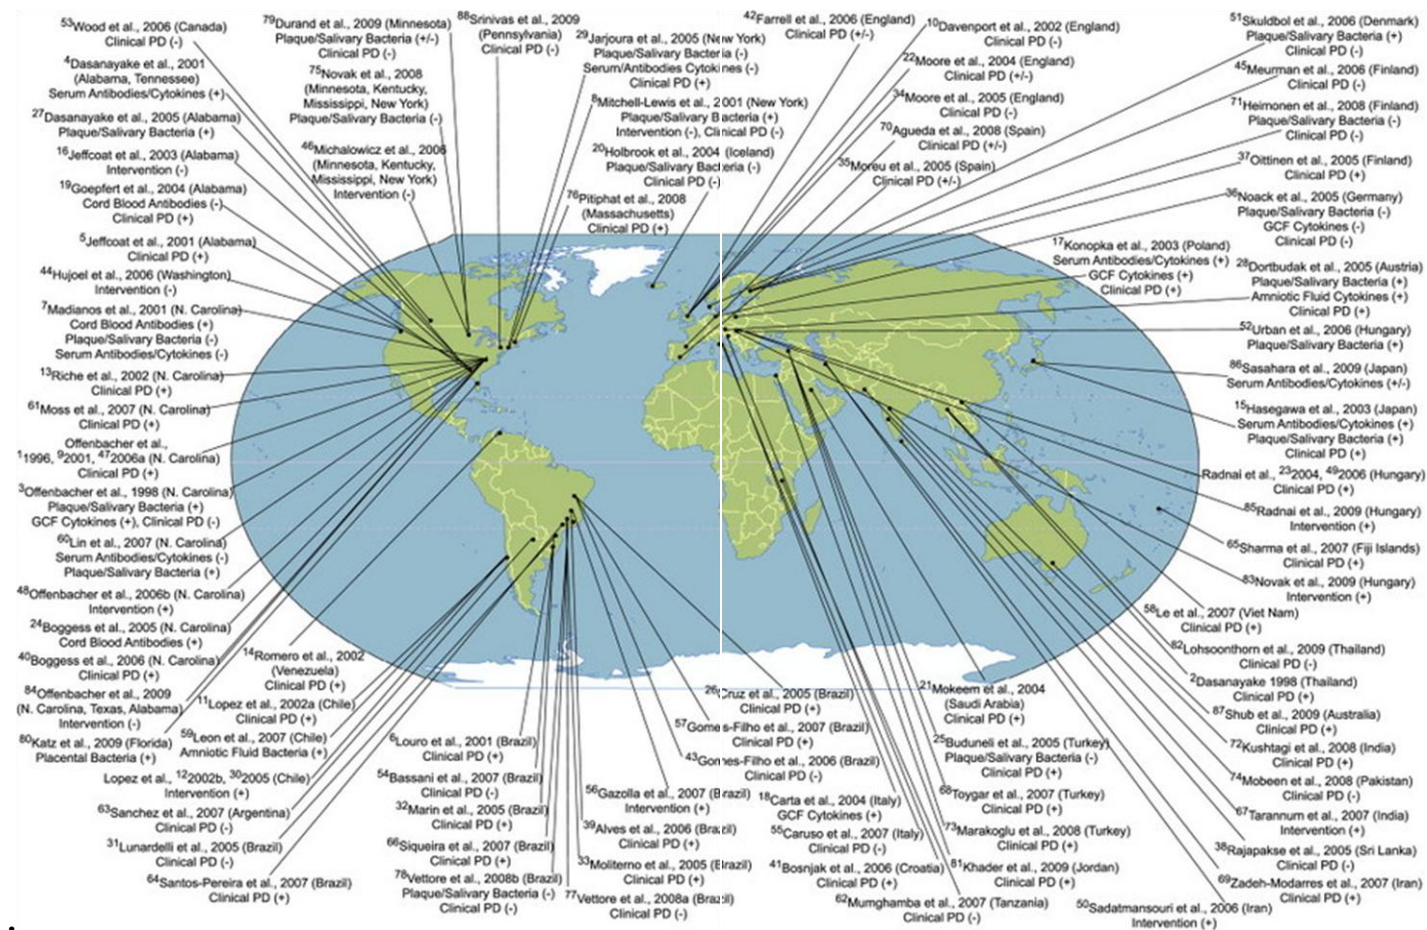 53Wood et al., 2006 (Canada)
Clinical PD (-)
4Dasanayake et al., 2001
(Alabama, Tennessee)
Serum Antibodies/Cytokines (+)
27Dasanayake et al., 2005 (Alabama)
Plaque/Salivary Bacteria (+)
16Jeffcoat et al., 2003 (Alabama)
Intervention (-)
19Goepfert et al., 2004 (Alabama)
Cord Blood Antibodies (-)
Clinical PD (+)
5Jeffcoat et al., 2001 (Alabama)
Clinical PD (+)
44Hujoel et al., 2006 (Washington)
Intervention (-)
7Madianos et al., 2001 (N. Carolina)
Cord Blood Antibodies (+)
Plaque/Salivary Bacteria (-)
Serum Antibodies/Cytokines (-)
13Riche et al., 2002 (N. Carolina)
Clinical PD (+)
61Moss et al., 2007 (N. Carolina)
Clinical PD (+)
Offenbacher et al.,
11996, 92001, 472006a (N. Carolina)
Clinical PD (+)
3Offenbacher et al., 1998 (N. Carolina)
Plaque/Salivary Bacteria (+)
GCF Cytokines (+), Clinical PD (-)
60Lin et al., 2007 (N. Carolina)
Serum Antibodies/Cytokines (-)
Plaque/Salivary Bacteria (+)
48Offenbacher et al., 2006b (N. Carolina)
Intervention (+)
24Boggess et al., 2005 (N. Carolina)
Cord Blood Antibodies (+)
40Boggess et al., 2006 (N. Carolina)
Clinical PD (+)
84Offenbacher et al., 2009
(N. Carolina, Texas, Alabama)
Intervention (-)
80Katz et al., 2009 (Florida)
Placental Bacteria (+)
79Durand et al., 2009 (Minnesota)
Plaque/Salivary Bacteria (+/-)
Clinical PD (-)
75Novak et al., 2008
(Minnesota, Kentucky,
Mississippi, New York)
Plaque/Salivary Bacteria (-)
46Michalowicz et al., 2006
(Minnesota, Kentucky,
Mississippi, New York)
Intervention (-)
88Srinivas et al., 2009
(Pennsylvania)
Clinical PD (-)
29Jarjoura et al., 2005 (New York)
Plaque/Salivary Bacteria (-)
Serum/Antibodies Cytokines (-)
Clinical PD (+)
8Mitchell-Lewis et al., 2001 (New York)
Plaque/Salivary Bacteria (+)
Intervention (-), Clinical PD (-)
20Holbrook et al., 2004 (Iceland)
Plaque/Salivary Bacteria (-)
Clinical PD (-)
76Pitiphat et al., 2008
(Massachusetts)
Clinical PD (+)
42Farrell et al., 2006 (England)
Clinical PD (+/-)
10Davenport et al., 2002 (England)
Clinical PD (-)
22Moore et al., 2004 (England)
Clinical PD (+/-)
34Moore et al., 2005 (England)
Clinical PD (-)
70Agueda et al., 2008 (Spain)
Clinical PD (+/-)
35Moreu et al., 2005 (Spain)
Clinical PD (+/-)
51Skuldbol et al., 2006 (Denmark)
Plaque/Salivary Bacteria (+)
Clinical PD (-)
45Meurman et al., 2006 (Finland)
Clinical PD (-)
71Heimonen et al., 2008 (Finland)
Plaque/Salivary Bacteria (-)
Clinical PD (-)
37Oittinen et al., 2005 (Finland)
Clinical PD (+)
36Noack et al., 2005 (Germany)
Plaque/Salivary Bacteria (-)
GCF Cytokines (-)
Clinical PD (-)
17Konopka et al., 2003 (Poland)
Serum Antibodies/Cytokines (+)
GCF Cytokines (+)
Clinical PD (+)
28Dortbudak et al., 2005 (Austria)
Plaque/Salivary Bacteria (+)
Amniotic Fluid Cytokines (+)
Clinical PD (+)
52Urban et al., 2006 (Hungary)
Plaque/Salivary Bacteria (+)
86Sasahara et al., 2009 (Japan)
Serum Antibodies/Cytokines (+/-)
15Hasegawa et al., 2003 (Japan)
Serum Antibodies/Cytokines (+)
Plaque/Salivary Bacteria (+)
Clinical PD (+)
Radnai et al., 232004, 492006 (Hungary)
Clinical PD (+)
85Radnai et al., 2009 (Hungary)
Intervention (+)
65Sharma et al., 2007 (Fiji Islands)
Clinical PD (+)
83Novak et al., 2009 (Hungary)
Intervention (+)
58Le et al., 2007 (Viet Nam)
Clinical PD (+)
82Lohsoonthorn et al., 2009 (Thailand)
Clinical PD (-)
2Dasanayake 1998 (Thailand)
Clinical PD (+)
87Shub et al., 2009 (Australia)
Clinical PD (+)
72Kushtagi et al., 2008 (India)
Clinical PD (+)
74Mobeen et al., 2008 (Pakistan)
Clinical PD (-)
67Tarannum et al., 2007 (India)
Intervention (+)
38Rajapakse et al., 2005 (Sri Lanka)
Clinical PD (-)
69Zadeh-Modarres et al., 2007 (Iran)
Clinical PD (+)
50Sadatmansouri et al., 2006 (Iran)
Intervention (+)
14Romero et al., 2002
(Venezuela)
Clinical PD (+)
11Lopez et al., 2002a (Chile)
Clinical PD (+)
59Leon et al., 2007 (Chile)
Amniotic Fluid Bacteria (+)
Lopez et al., 122002b, 302005 (Chile)
Intervention (+)
63Sanchez et al., 2007 (Argentina)
Clinical PD (-)
31Lunardelli et al., 2005 (Brazil)
Clinical PD (-)
64Santos-Pereira et al., 2007 (Brazil)
Clinical PD (+)
6Louro et al., 2001 (Brazil)
Clinical PD (+)
54Bassani et al., 2007 (Brazil)
Clinical PD (-)
32Marin et al., 2005 (Brazil)
Clinical PD (+)
66Siqueira et al., 2007 (Brazil)
Clinical PD (+)
78Vettore et al., 2008b (Brazil)
Plaque/Salivary Bacteria (-)
Clinical PD (-)
26Cruz et al., 2005 (Brazil)
Clinical PD (+)
57Gomes-Filho et al., 2007 (Brazil)
Clinical PD (+)
43Gomes-Filho et al., 2006 (Brazil)
Clinical PD (-)
56Gazolla et al., 2007 (Brazil)
Intervention (+)
39Alves et al., 2006 (Brazil)
Clinical PD (+)
33Moliterno et al., 2005 (Brazil)
Clinical PD (+)
77Vettore et al., 2008a (Brazil)
Clinical PD (-)
18Carta et al., 2004 (Italy)
GCF Cytokines (+)
55Caruso et al., 2007 (Italy)
Clinical PD (-)
41Bosnjak et al., 2006 (Croatia)
Clinical PD (+)
62Mumghamba et al., 2007 (Tanzania)
Clinical PD (-)
21Mokeem et al., 2004
(Saudi Arabia)
Clinical PD (+)
25Buduneli et al., 2005 (Turkey)
Plaque/Salivary Bacteria (-)
Clinical PD (+)
68Toygar et al., 2007 (Turkey)
Clinical PD (+)
73Marakoglu et al., 2008 (Turkey)
Clinical PD (+)
81Khader et al., 2009 (Jordan)
Clinical PD (+)